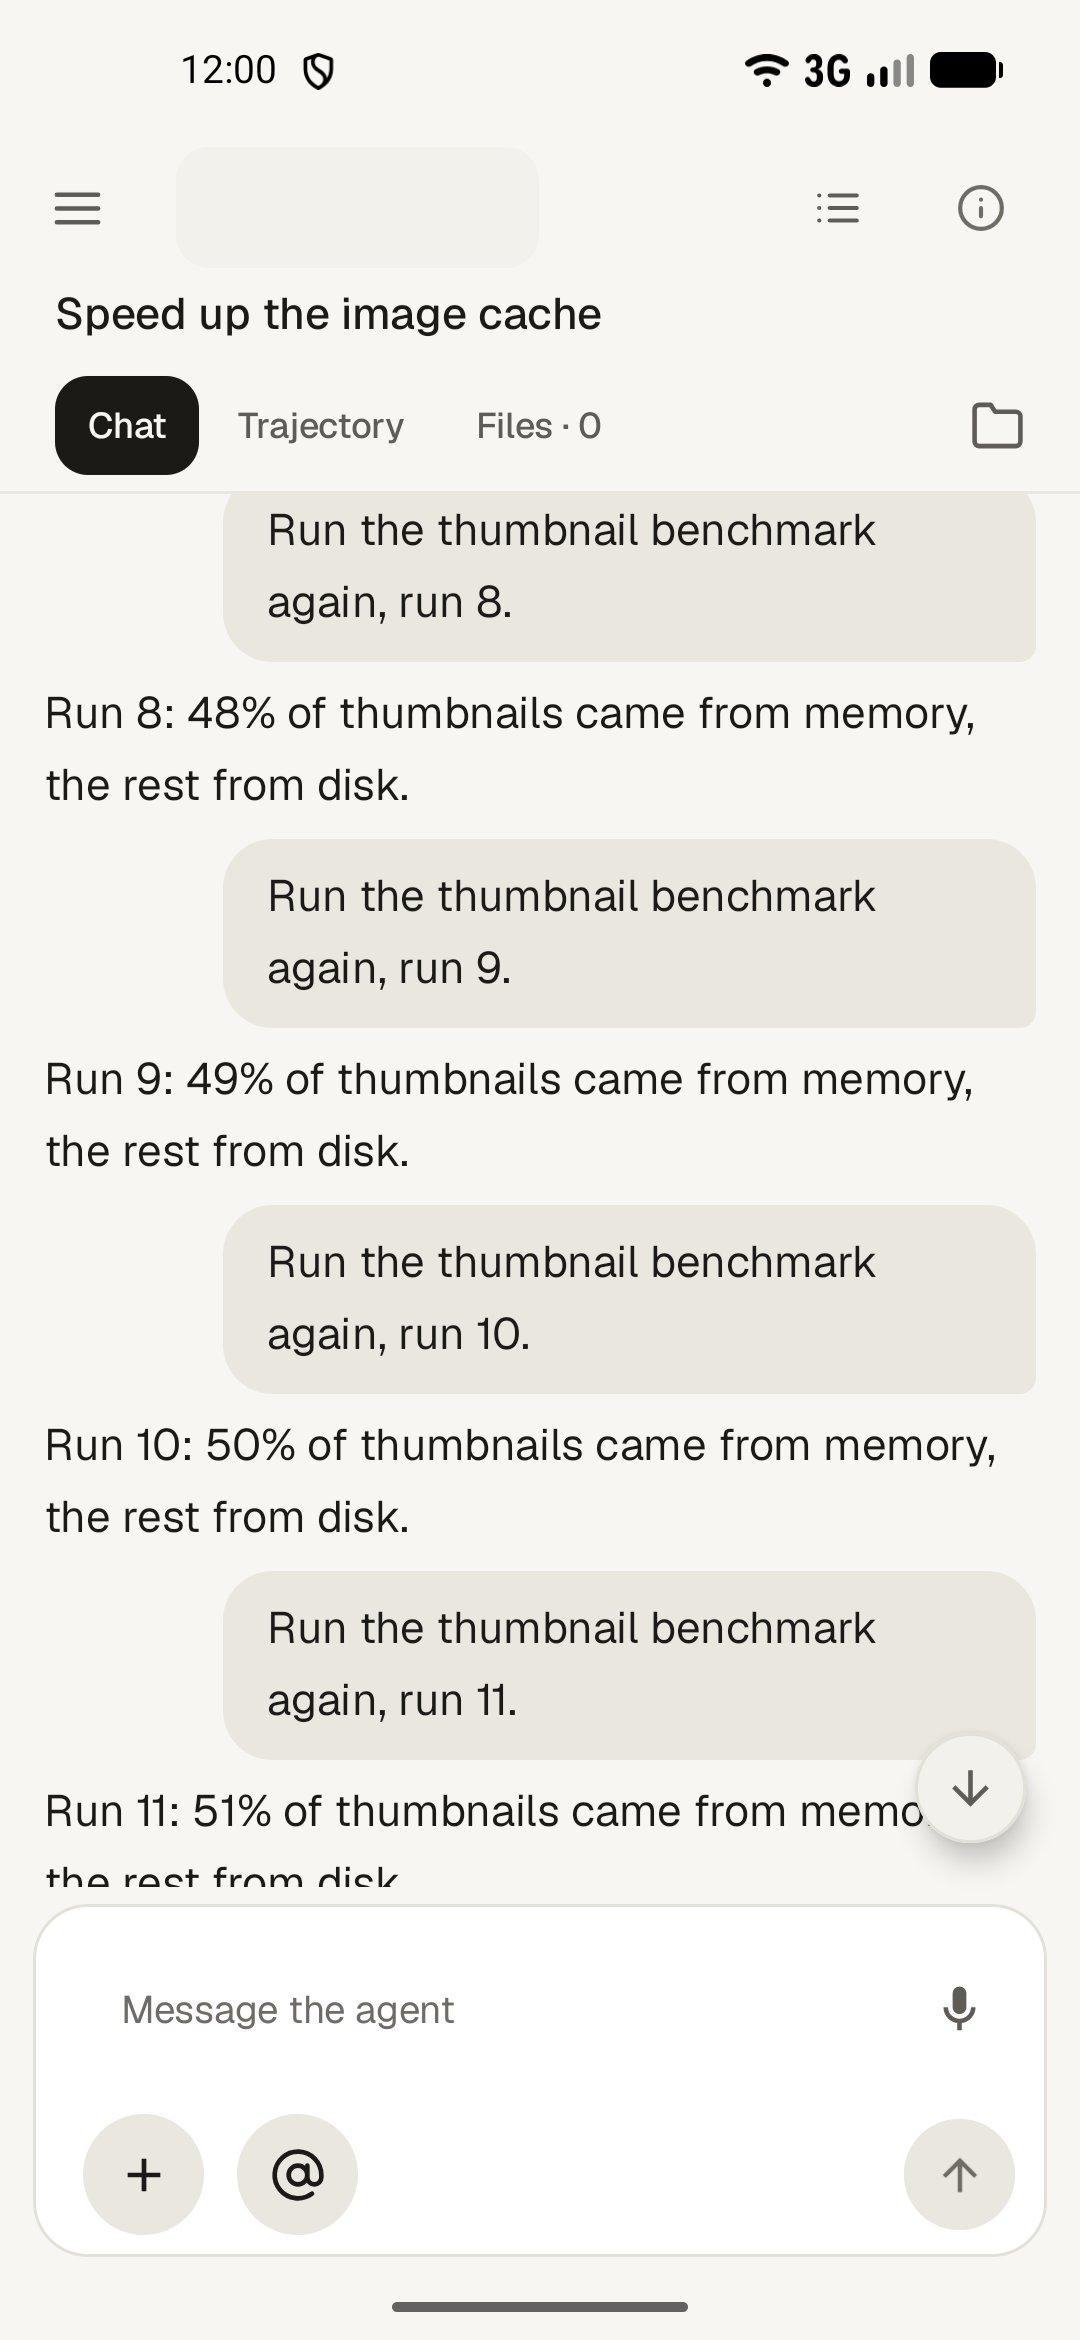 12:00
3G
Speed up the image cache
Chat
Trajectory
Files · 0
Run the thumbnail benchmark
again, run 8.
Run 8: 48% of thumbnails came from memory,
the rest from disk.
Run the thumbnail benchmark
again, run 9.
Run 9: 49% of thumbnails came from memory,
the rest from disk.
Run the thumbnail benchmark
again, run 10.
Run 10: 50% of thumbnails came from memory,
the rest from disk.
Run the thumbnail benchmark
again, run 11.
Run 11: 51% of thumbnails came from
the rest from disk
Message the agent